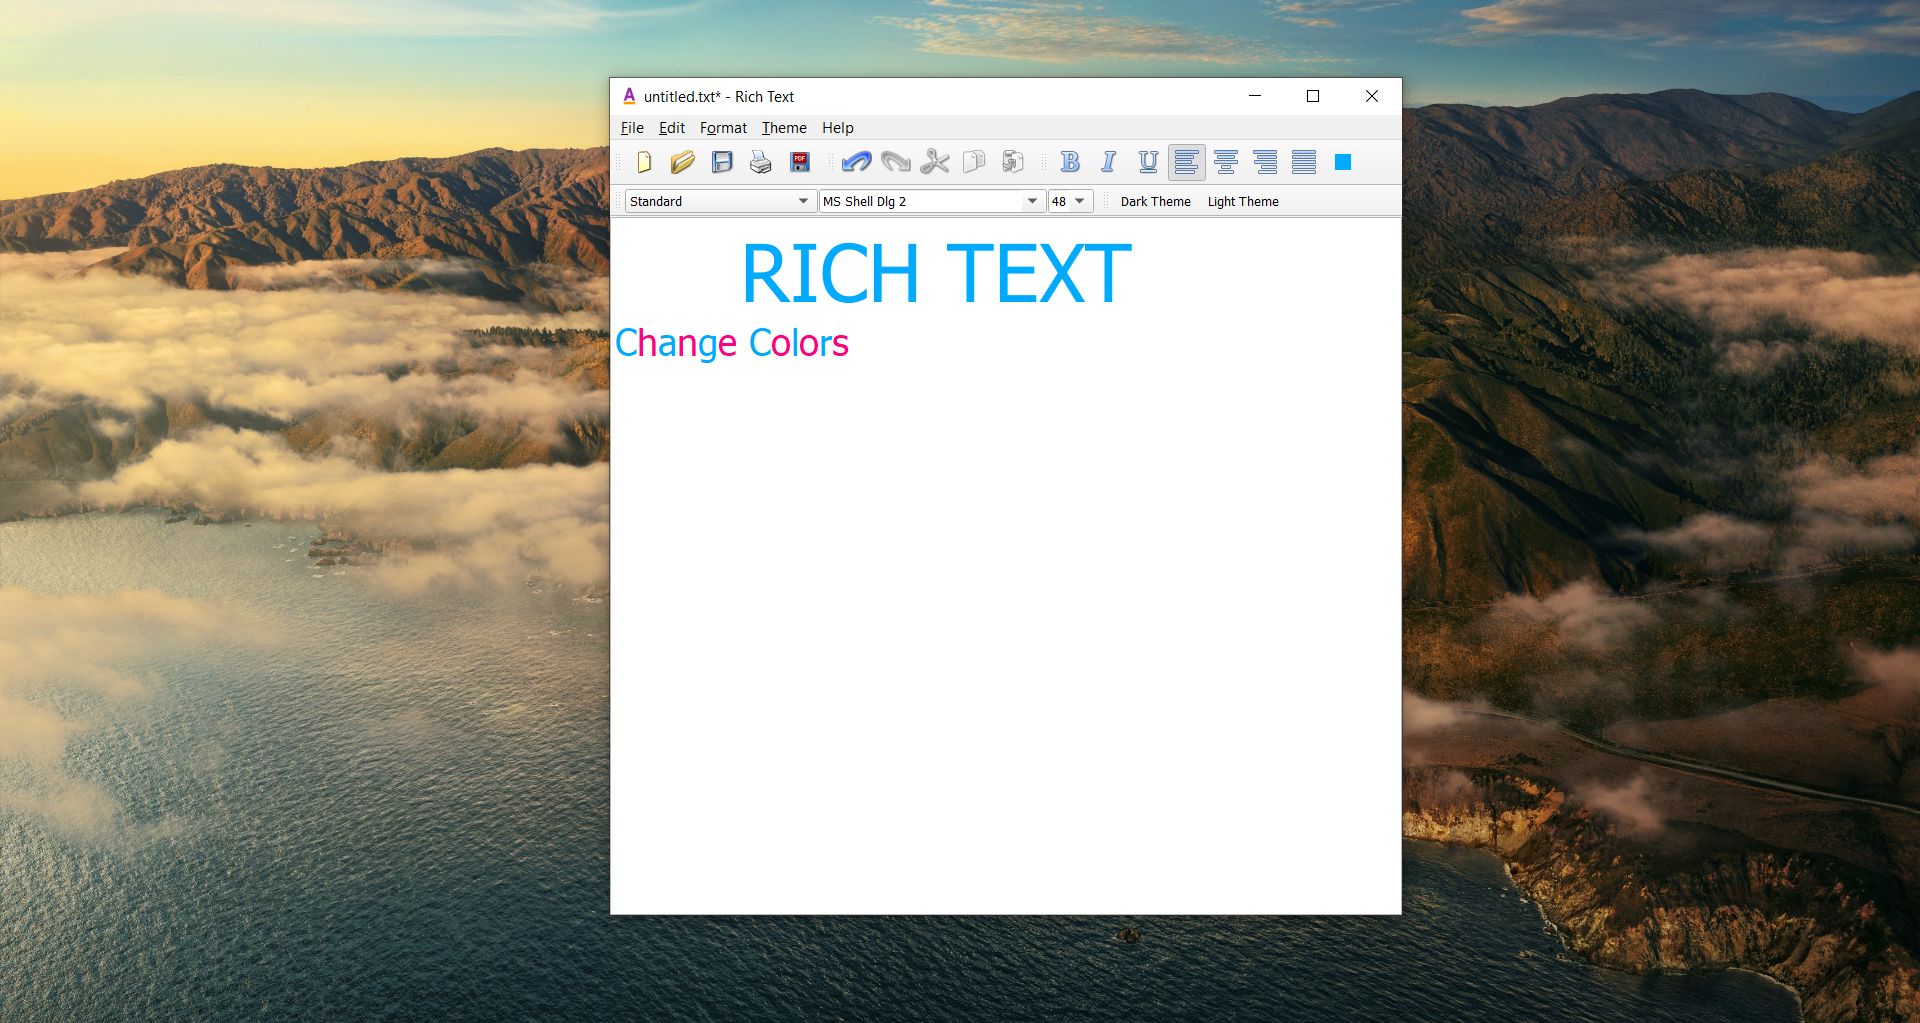 untitled.txt* - Rich Text
File Edit Format Theme Help
PDF
B I U
Standard MS Shell Dlg 2 48 Dark Theme Light Theme
RICH TEXT
Change Colors